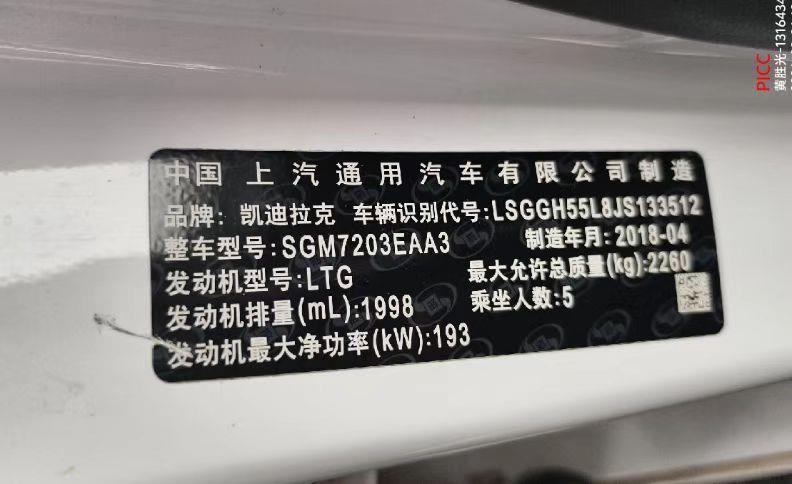 中国上汽通用汽车有限公司制造
品牌: 凯迪拉克 车辆识别代号:LSGGH55L8JS133512
整车型号:SGM7203EAA3 制造年月: 2018-04
发动机型号:LTG 最大允许总质量(kg):2260
发动机排量(mL):1998 乘坐人数:5
发动机最大净功率(kW):193
PICC
黄胜光-1316434